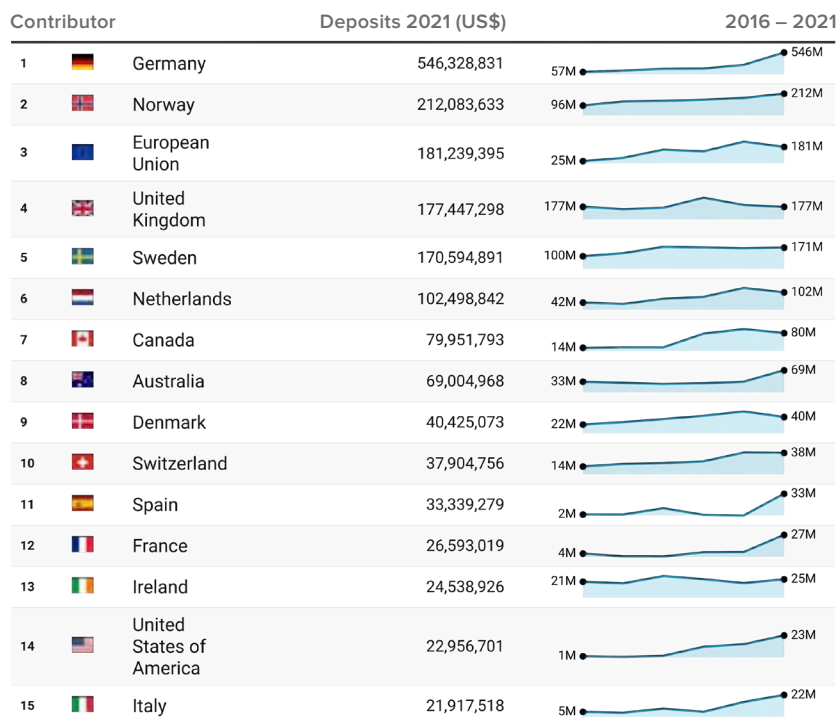 Contributor Deposits 2021 (US$) 2016 – 2021
1 Germany 546,328,831 57M 546M
2 Norway 212,083,633 96M 212M
3 European
Union 181,239,395 25M 181M
4 United
Kingdom 177,447,298 177M 177M
5 Sweden 170,594,891 100M 171M
6 Netherlands 102,498,842 42M 102M
7 Canada 79,951,793 14M 80M
8 Australia 69,004,968 33M 69M
9 Denmark 40,425,073 22M 40M
10 Switzerland 37,904,756 14M 38M
11 Spain 33,339,279 2M 33M
12 France 26,593,019 4M 27M
13 Ireland 24,538,926 21M 25M
14 United
States of
America 22,956,701 1M 23M
15 Italy 21,917,518 5M 22M